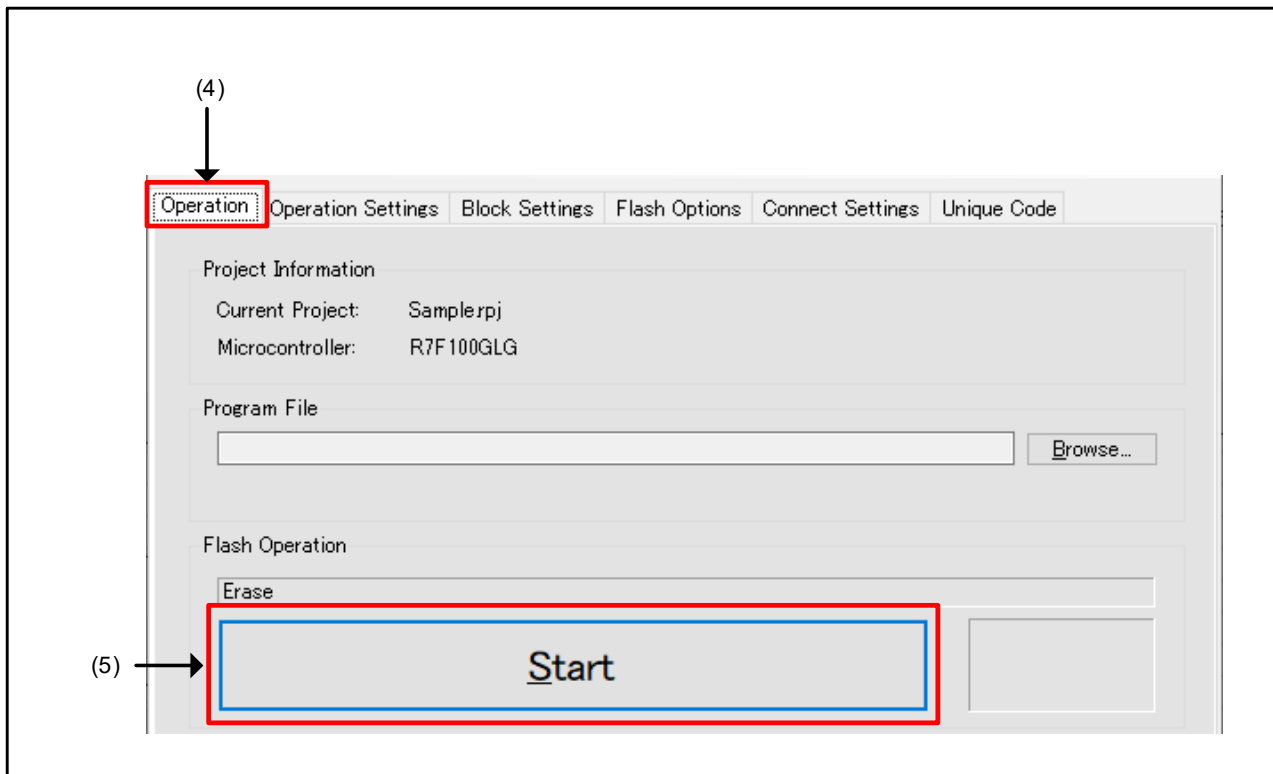 (4)
Operation Operation Settings Block Settings Flash Options Connect Settings Unique Code
Project Information
Current Project: Sample.rpj
Microcontroller: R7F100GLG
Program File
Browse...
Flash Operation
Erase
(5) Start